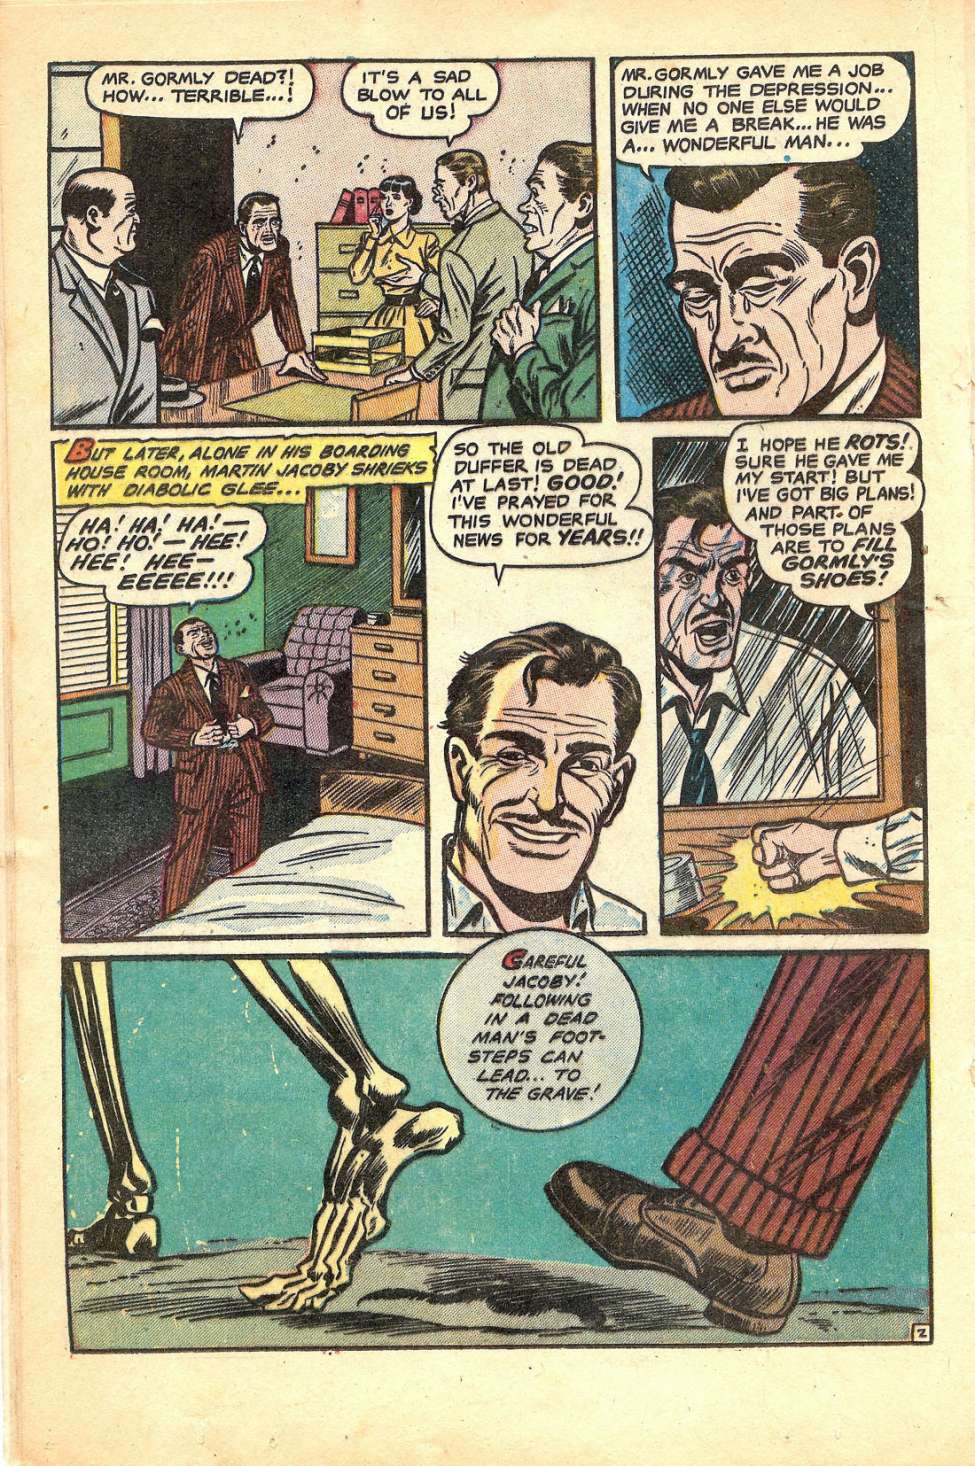 MR. GORMLY DEAD?!
HOW... TERRIBLE...!
IT'S A SAD
BLOW TO ALL
OF US!
MR. GORMLY GAVE ME A JOB
DURING THE DEPRESSION...
WHEN NO ONE ELSE WOULD
GIVE ME A BREAK... HE WAS
A... WONDERFUL MAN...
BUT LATER, ALONE IN HIS BOARDING
HOUSE ROOM, MARTIN JACOBY SHRIEKS
WITH DIABOLIC GLEE...
HA! HA! HA!—
HO! HO!—HEE!
HEE! HEE—
EEEEE!!!
SO THE OLD
DUFFER IS DEAD
AT LAST! GOOD!
I'VE PRAYED FOR
THIS WONDERFUL
NEWS FOR YEARS!!
I HOPE HE ROTS!
SURE HE GAVE ME
MY START! BUT
I'VE GOT BIG PLANS!
AND PART OF
THOSE PLANS
ARE TO FILL
GORMLY'S
SHOES!
CAREFUL
JACOBY!
FOLLOWING
IN A DEAD
MAN'S FOOT-
STEPS CAN
LEAD... TO
THE GRAVE!
2